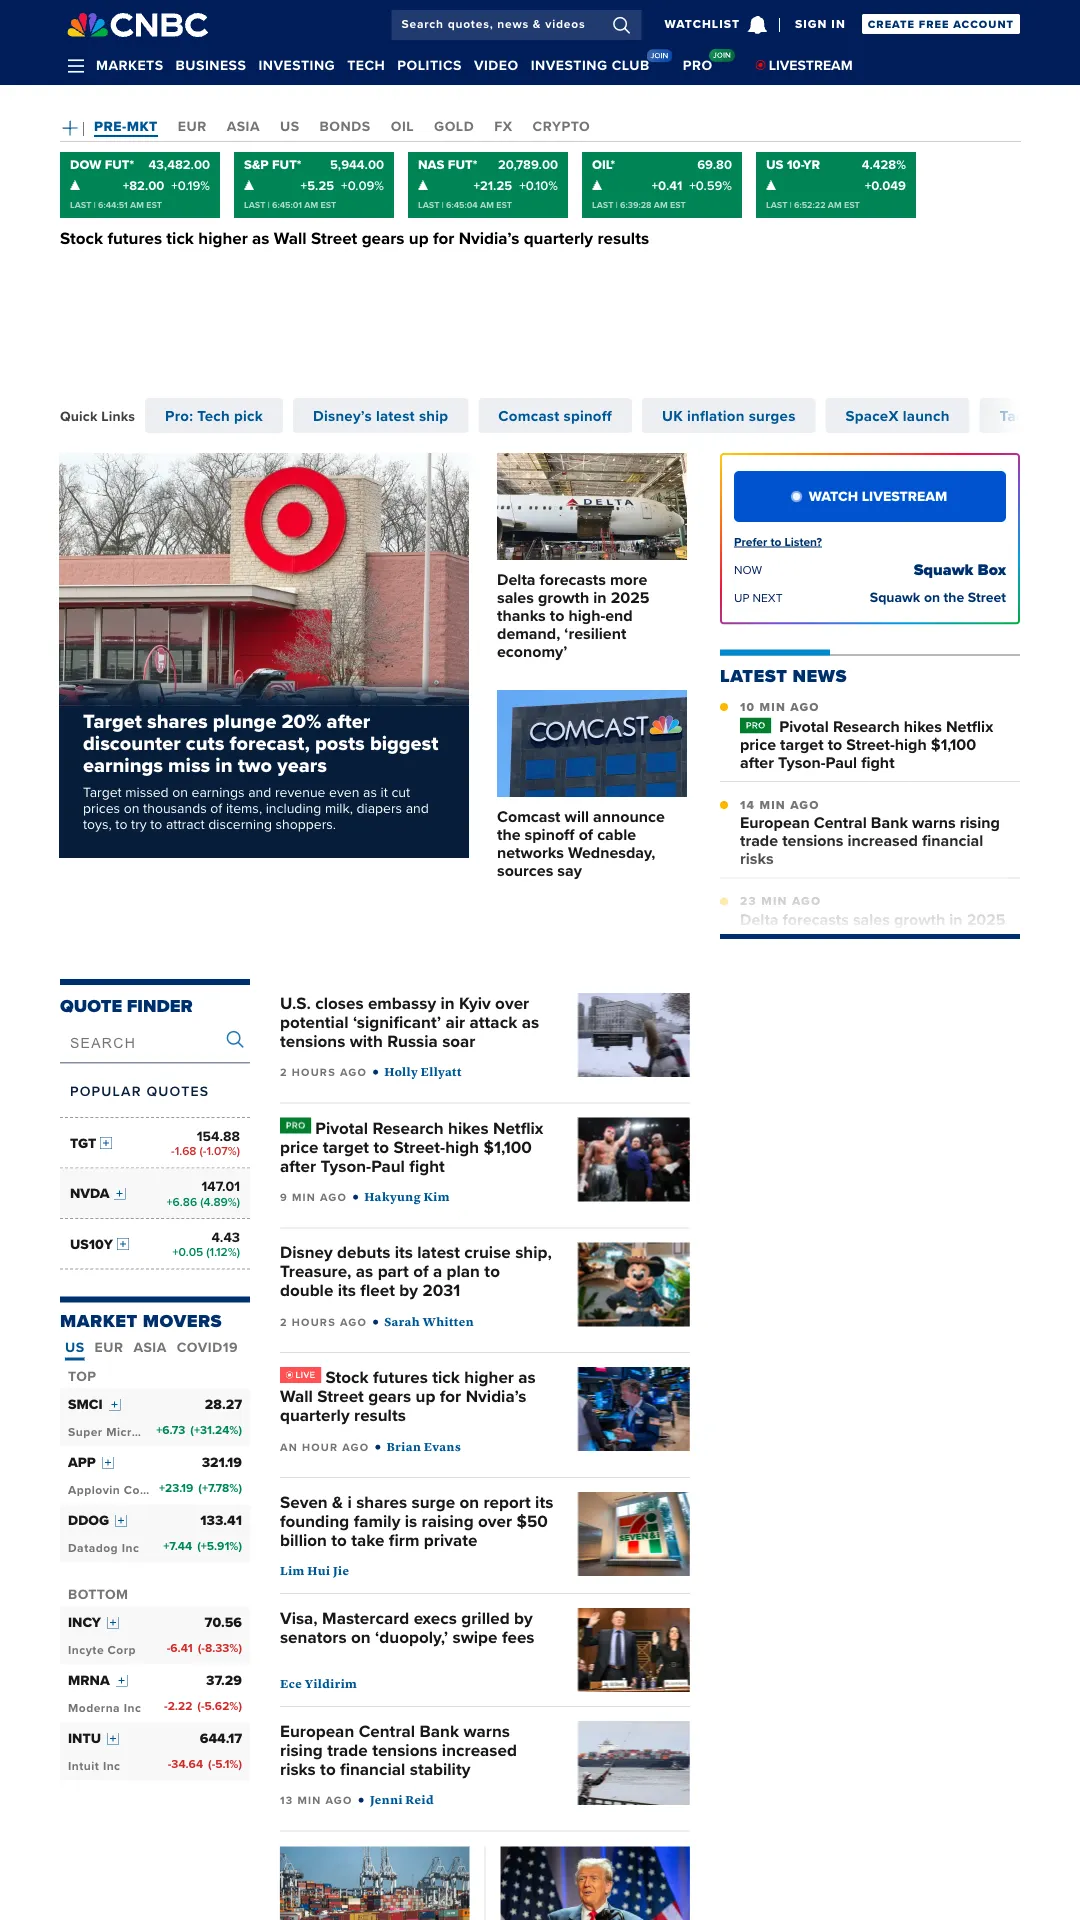 CNBC
Search quotes, news & videos
WATCHLIST
SIGN IN
CREATE FREE ACCOUNT
MARKETS BUSINESS INVESTING TECH POLITICS VIDEO INVESTING CLUB JOIN PRO JOIN LIVESTREAM
PRE-MKT EUR ASIA US BONDS OIL GOLD FX CRYPTO
DOW FUT* 43,482.00
+82.00 +0.19%
LAST | 6:44:51 AM EST
S&P FUT* 5,944.00
+5.25 +0.09%
LAST | 6:45:01 AM EST
NAS FUT* 20,789.00
+21.25 +0.10%
LAST | 6:45:04 AM EST
OIL* 69.80
+0.41 +0.59%
LAST | 6:39:28 AM EST
US 10-YR 4.428%
+0.049
LAST | 6:52:22 AM EST
Stock futures tick higher as Wall Street gears up for Nvidia’s quarterly results
Quick Links
Pro: Tech pick
Disney’s latest ship
Comcast spinoff
UK inflation surges
SpaceX launch
Ta
Target shares plunge 20% after
discounter cuts forecast, posts biggest
earnings miss in two years
Target missed on earnings and revenue even as it cut
prices on thousands of items, including milk, diapers and
toys, to try to attract discerning shoppers.
DELTA
Delta forecasts more
sales growth in 2025
thanks to high-end
demand, ‘resilient
economy’
COMCAST
Comcast will announce
the spinoff of cable
networks Wednesday,
sources say
WATCH LIVESTREAM
Prefer to Listen?
NOW Squawk Box
UP NEXT Squawk on the Street
LATEST NEWS
10 MIN AGO
PRO Pivotal Research hikes Netflix
price target to Street-high $1,100
after Tyson-Paul fight
14 MIN AGO
European Central Bank warns rising
trade tensions increased financial
risks
23 MIN AGO
Delta forecasts sales growth in 2025
QUOTE FINDER
SEARCH
POPULAR QUOTES
TGT 154.88
-1.68 (-1.07%)
NVDA 147.01
+6.86 (4.89%)
US10Y 4.43
+0.05 (1.12%)
MARKET MOVERS
US EUR ASIA COVID19
TOP
SMCI 28.27
Super Micr... +6.73 (+31.24%)
APP 321.19
Applovin Co... +23.19 (+7.78%)
DDOG 133.41
Datadog Inc +7.44 (+5.91%)
BOTTOM
INCY 70.56
Incyte Corp -6.41 (-8.33%)
MRNA 37.29
Moderna Inc -2.22 (-5.62%)
INTU 644.17
Intuit Inc -34.64 (-5.1%)
U.S. closes embassy in Kyiv over
potential ‘significant’ air attack as
tensions with Russia soar
2 HOURS AGO • Holly Ellyatt
PRO Pivotal Research hikes Netflix
price target to Street-high $1,100
after Tyson-Paul fight
9 MIN AGO • Hakyung Kim
Disney debuts its latest cruise ship,
Treasure, as part of a plan to
double its fleet by 2031
2 HOURS AGO • Sarah Whitten
LIVE Stock futures tick higher as
Wall Street gears up for Nvidia’s
quarterly results
AN HOUR AGO • Brian Evans
Seven & i shares surge on report its
founding family is raising over $50
billion to take firm private
Lim Hui Jie
SEVEN&i
Visa, Mastercard execs grilled by
senators on ‘duopoly,’ swipe fees
Ece Yildirim
European Central Bank warns
rising trade tensions increased
risks to financial stability
13 MIN AGO • Jenni Reid